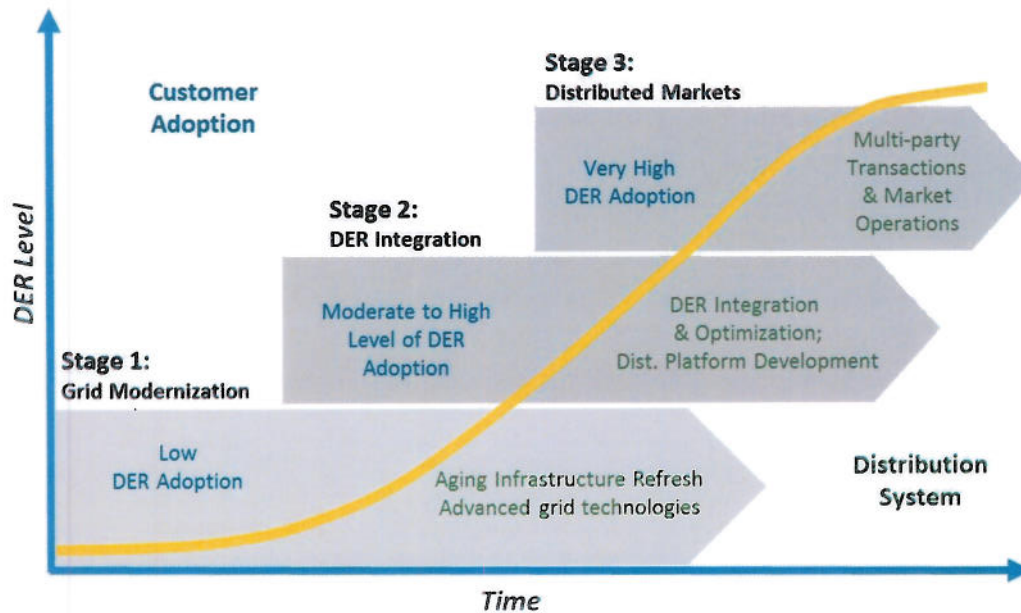 Customer
Adoption
Stage 3:
Distributed Markets
Very High
DER Adoption
Multi-party
Transactions
& Market
Operations
Stage 2:
DER Integration
Moderate to High
Level of DER
Adoption
DER Integration
& Optimization;
Dist. Platform Development
Stage 1:
Grid Modernization
Low
DER Adoption
Aging Infrastructure Refresh
Advanced grid technologies
Distribution
System
DER Level
Time